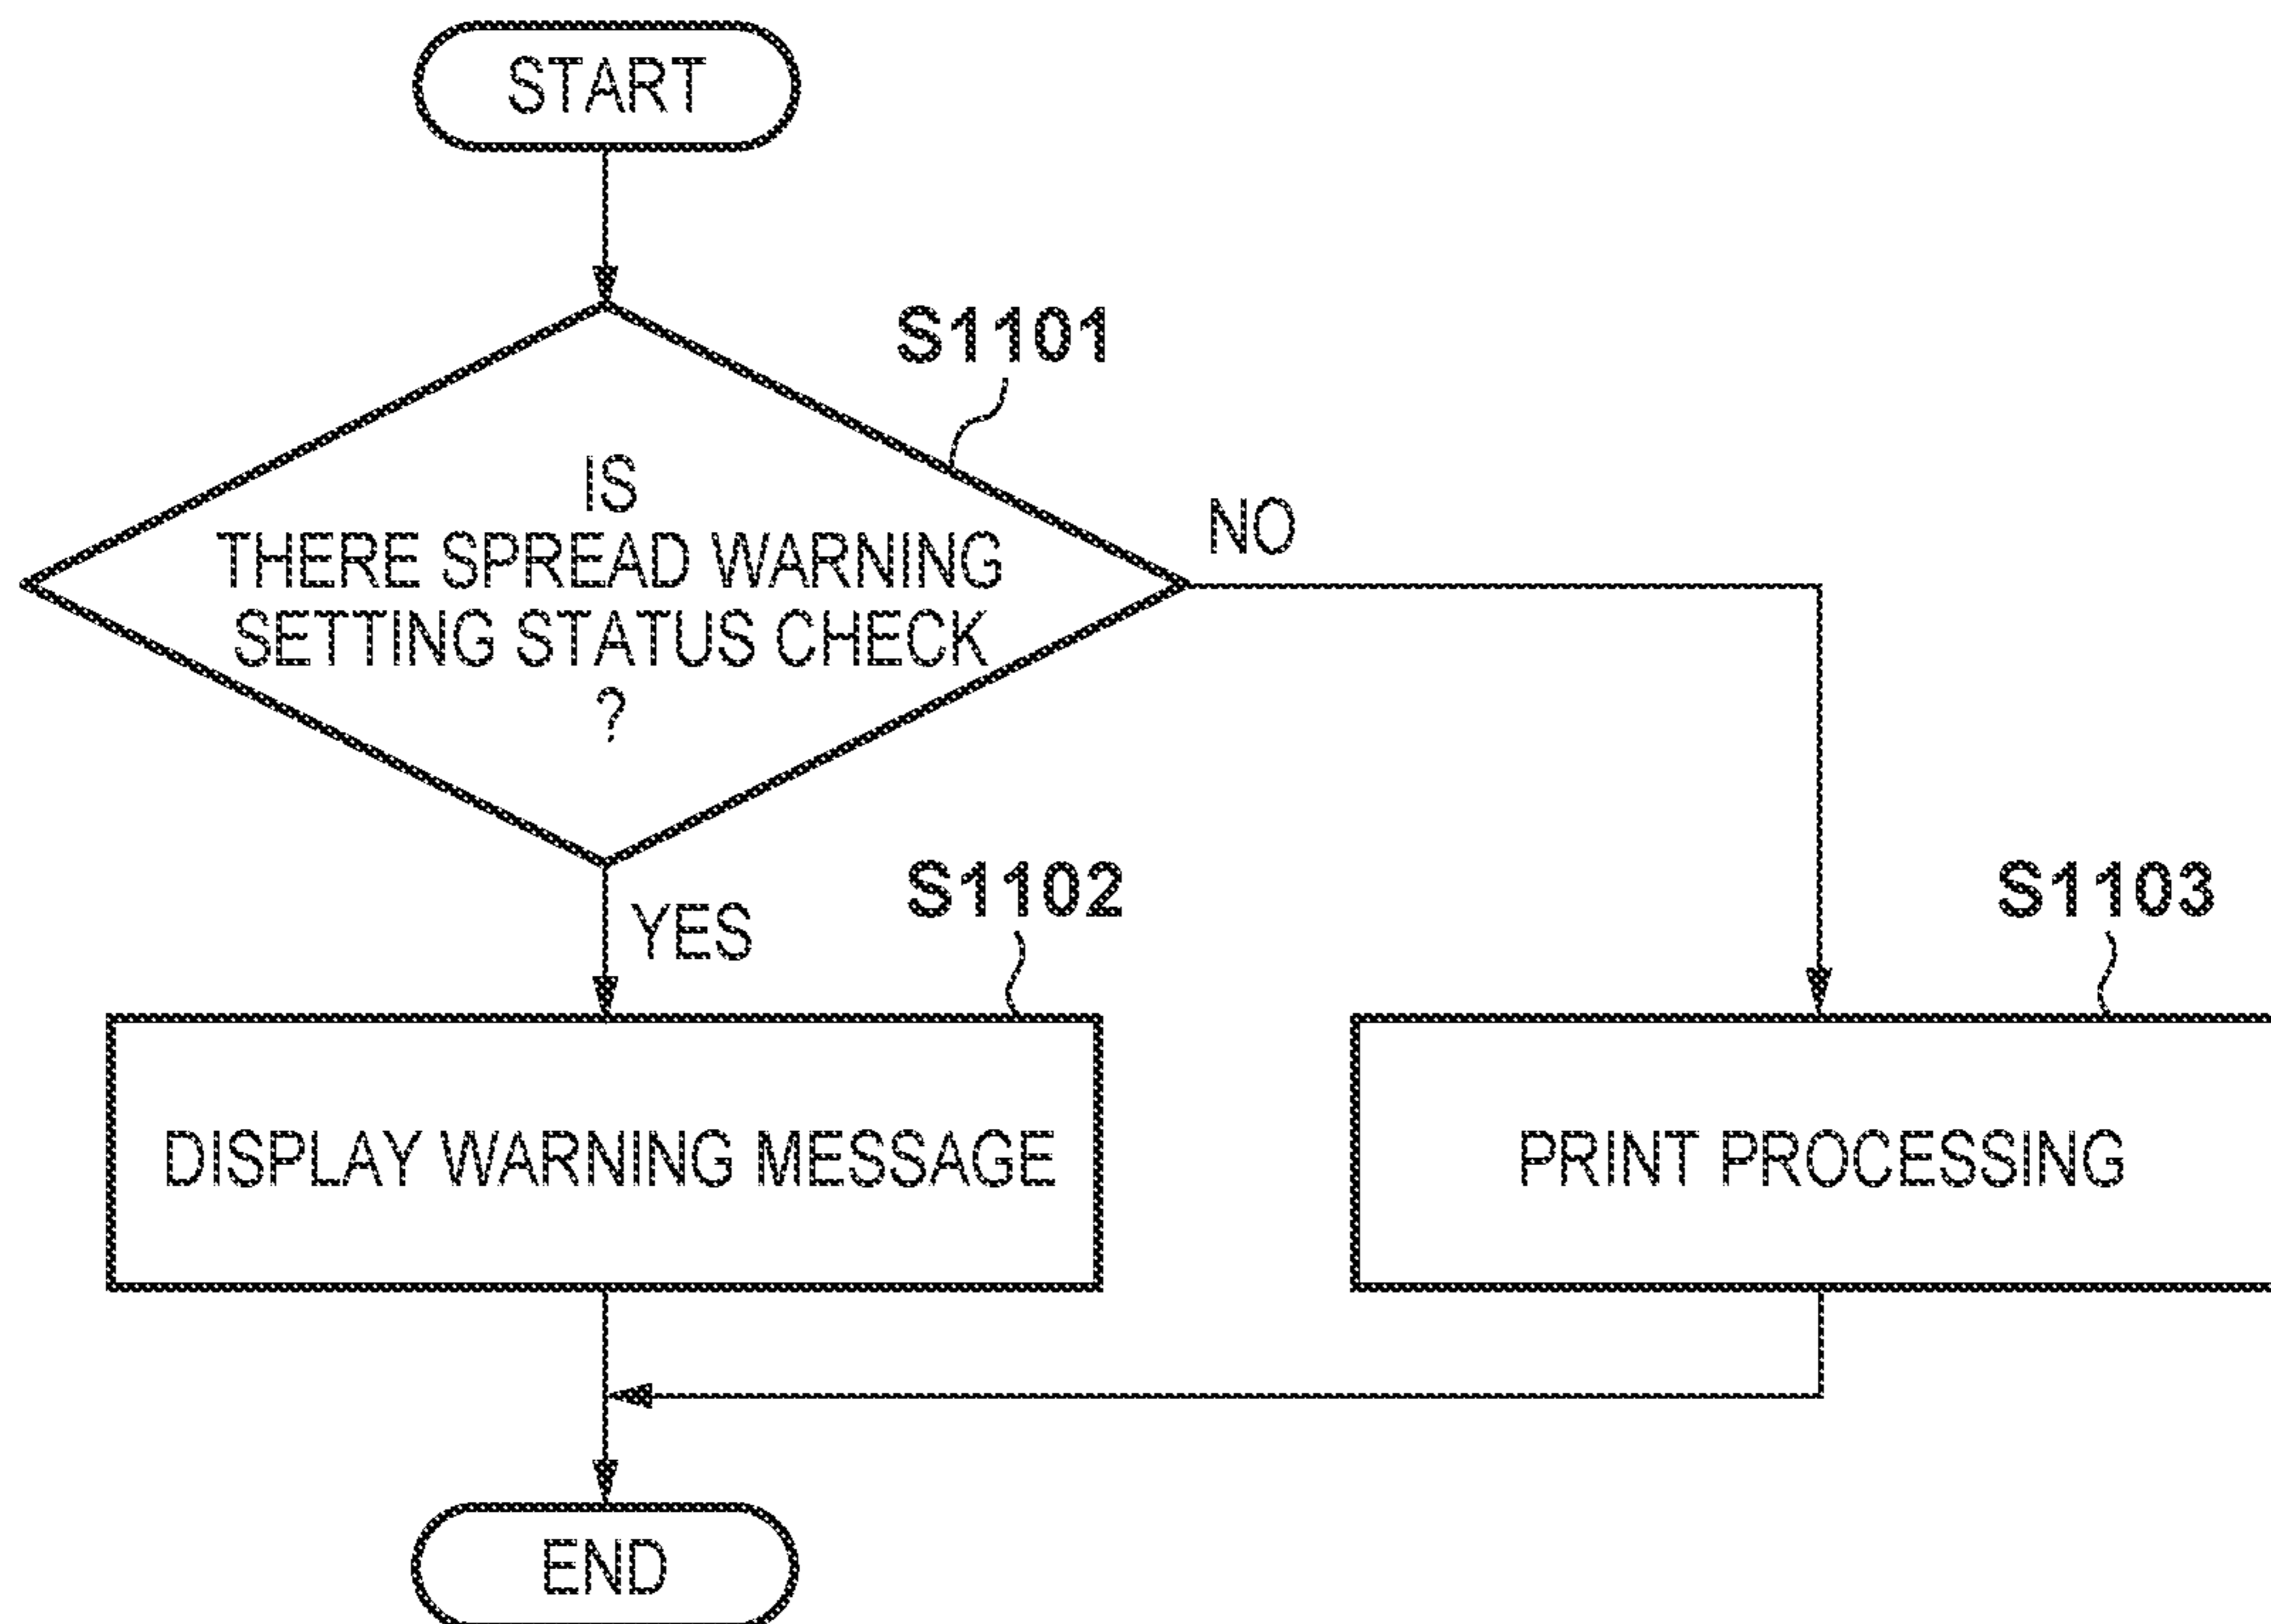 START
S1101
IS
THERE SPREAD WARNING
SETTING STATUS CHECK
?
NO
YES
S1102
S1103
DISPLAY WARNING MESSAGE
PRINT PROCESSING
END